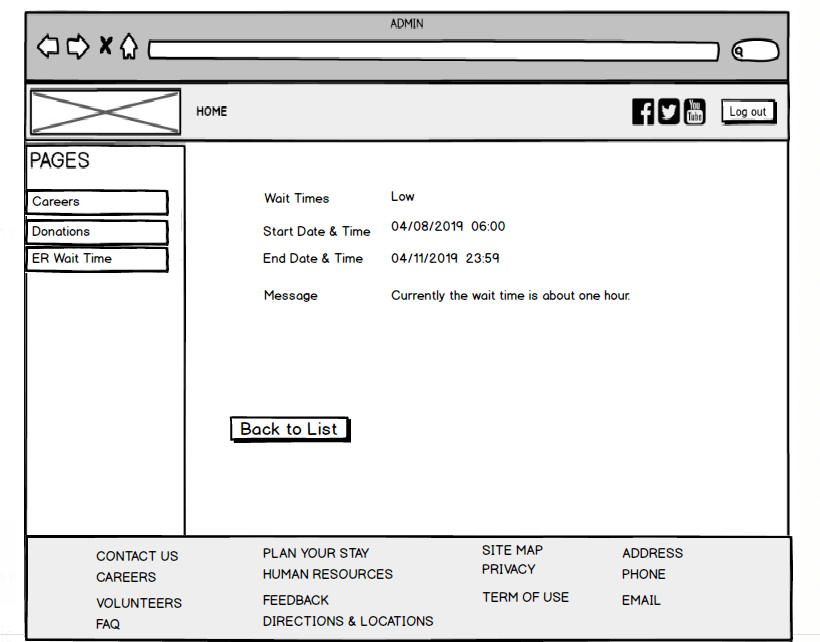 ADMIN
HOME
You
Tube
Log out
PAGES
Careers
Donations
ER Wait Time
Wait Times Low
Start Date & Time 04/08/2019 06:00
End Date & Time 04/11/2019 23:59
Message Currently the wait time is about one hour.
Back to List
CONTACT US PLAN YOUR STAY SITE MAP ADDRESS
CAREERS HUMAN RESOURCES PRIVACY PHONE
VOLUNTEERS FEEDBACK TERM OF USE EMAIL
FAQ DIRECTIONS & LOCATIONS